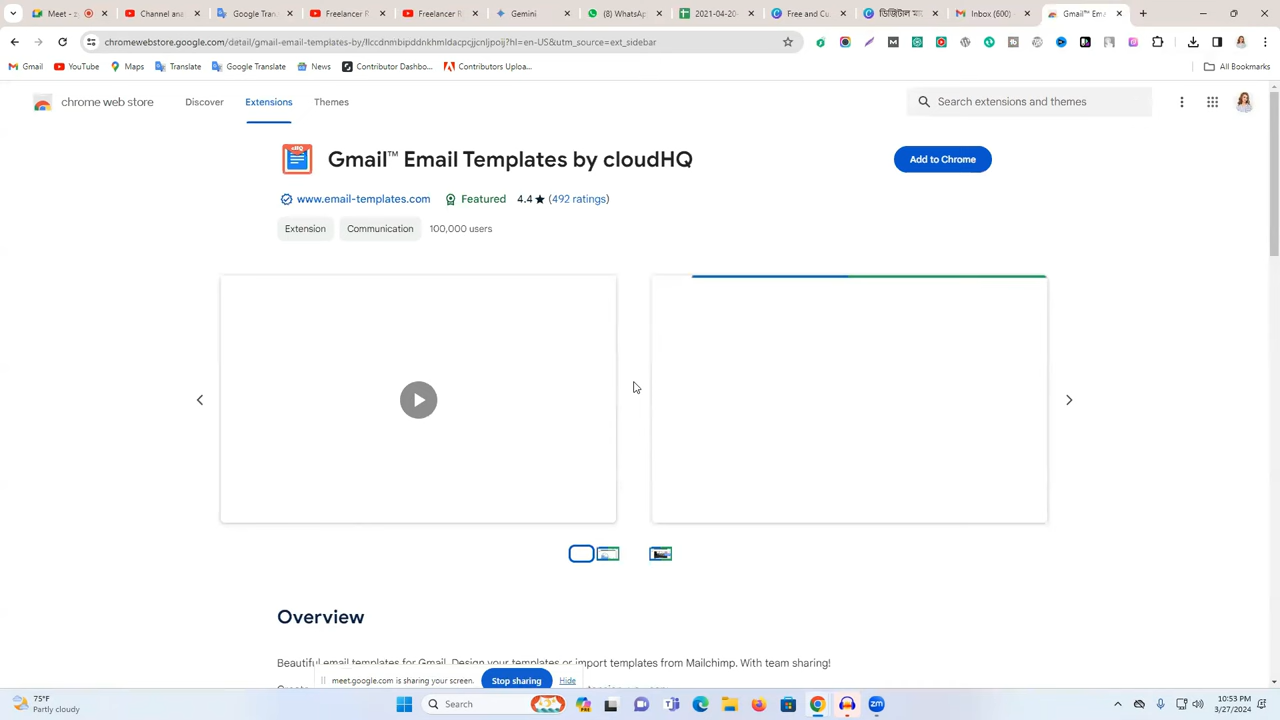 Meet -
Channel ana
Google Transl
Freelancer
Freelancer E
Gemini
(8) WhatsAp
2021-04-20.
Free and Cu
Inbox (600)
Gmail™ Em
chromewebstore.google.com/detail/gmail-email-templates-by/llccdnmbipddnkhmldacpcjjcnljpoij?hl=en-US&utm_source=ext_sidebar
Gmail
YouTube
Maps
Translate
Google Translate
News
Contributor Dashbo...
Contributors Uploa...
All Bookmarks
chrome web store
Discover
Extensions
Themes
Search extensions and themes
Gmail™ Email Templates by cloudHQ
Add to Chrome
www.email-templates.com
Featured
4.4 ★ (492 ratings)
Extension
Communication
100,000 users
Overview
Beautiful email templates for Gmail. Design your templates or import templates from Mailchimp. With team sharing!
meet.google.com is sharing your screen.
Stop sharing
Hide
75°F
Partly cloudy
Search
10:53 PM
3/27/2024